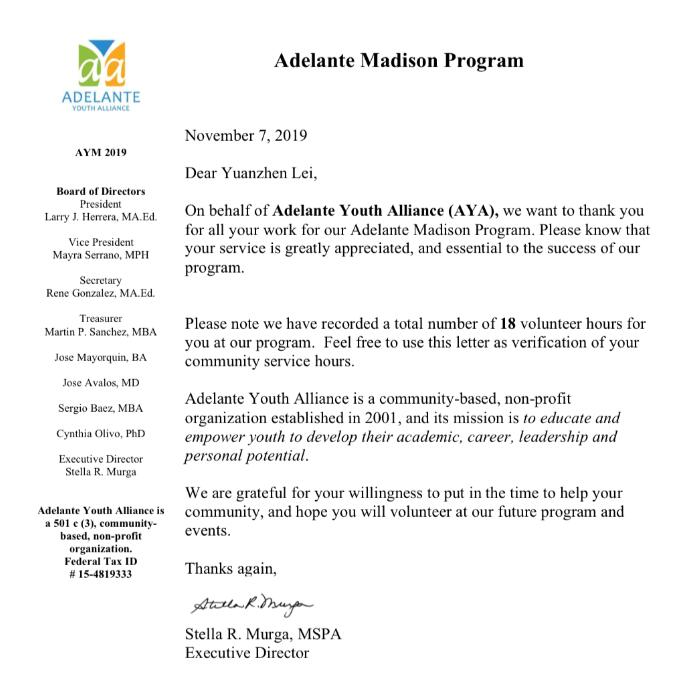 Adelante Madison Program
aya
ADELANTE
YOUTH ALLIANCE
AYM 2019
Board of Directors
President
Larry J. Herrera, MA.Ed.
Vice President
Mayra Serrano, MPH
Secretary
Rene Gonzalez, MA.Ed.
Treasurer
Martin P. Sanchez, MBA
Jose Mayorquin, BA
Jose Avalos, MD
Sergio Baez, MBA
Cynthia Olivo, PhD
Executive Director
Stella R. Murga
Adelante Youth Alliance is
a 501 c (3), community-
based, non-profit
organization.
Federal Tax ID
# 15-4819333
November 7, 2019
Dear Yuanzhen Lei,
On behalf of Adelante Youth Alliance (AYA), we want to thank you
for all your work for our Adelante Madison Program. Please know that
your service is greatly appreciated, and essential to the success of our
program.
Please note we have recorded a total number of 18 volunteer hours for
you at our program. Feel free to use this letter as verification of your
community service hours.
Adelante Youth Alliance is a community-based, non-profit
organization established in 2001, and its mission is to educate and
empower youth to develop their academic, career, leadership and
personal potential.
We are grateful for your willingness to put in the time to help your
community, and hope you will volunteer at our future program and
events.
Thanks again,
Stella R. Murga
Stella R. Murga, MSPA
Executive Director